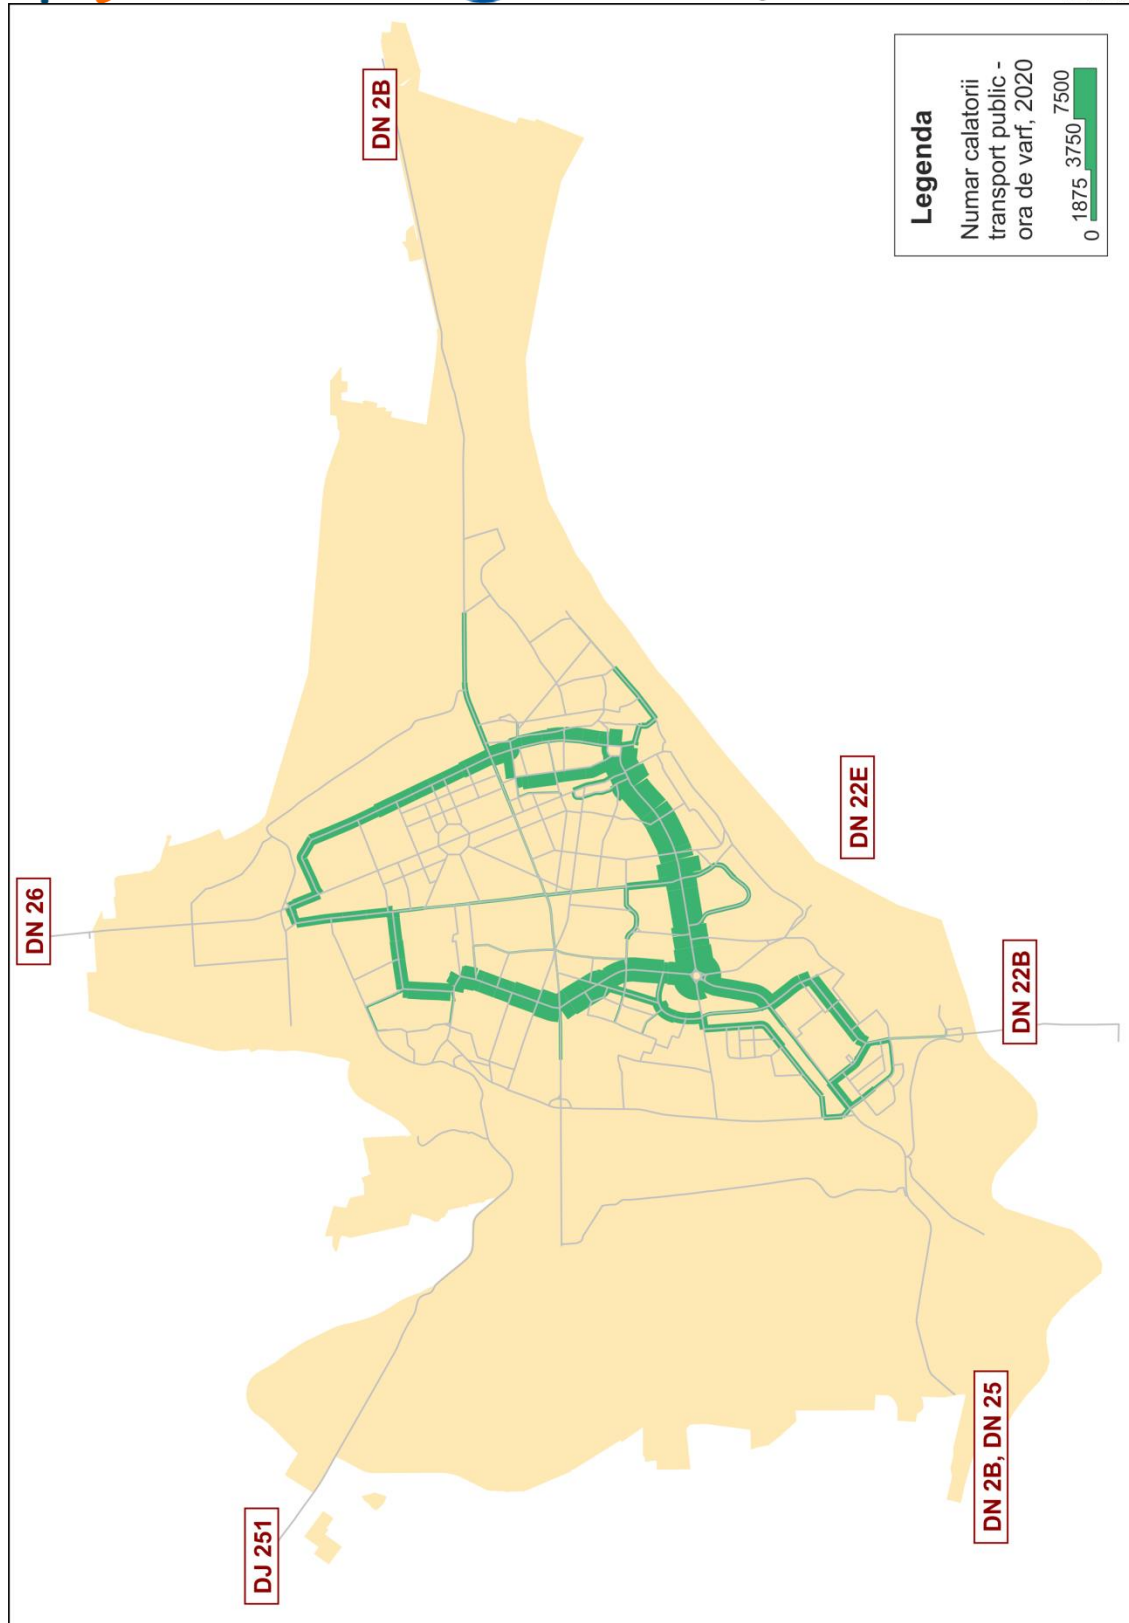 DN 2B
DN 26
DN 22E
DN 22B
DN 2B, DN 25
DJ 251
Legenda
Numar calatorii
transport public -
ora de varf, 2020
0 1875 3750 7500